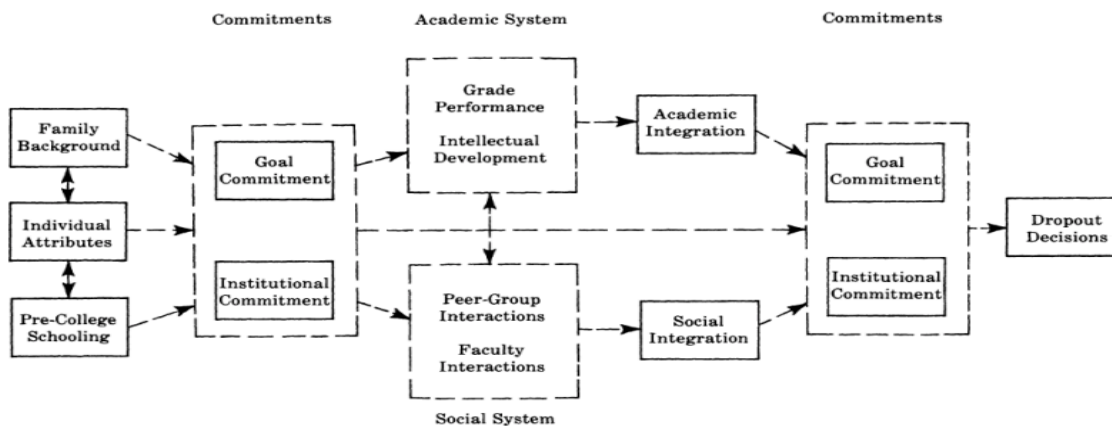 Commitments
Academic System
Commitments
Family
Background
Individual
Attributes
Pre-College
Schooling
Goal
Commitment
Institutional
Commitment
Grade
Performance
Intellectual
Development
Peer-Group
Interactions
Faculty
Interactions
Social System
Academic
Integration
Social
Integration
Goal
Commitment
Institutional
Commitment
Dropout
Decisions